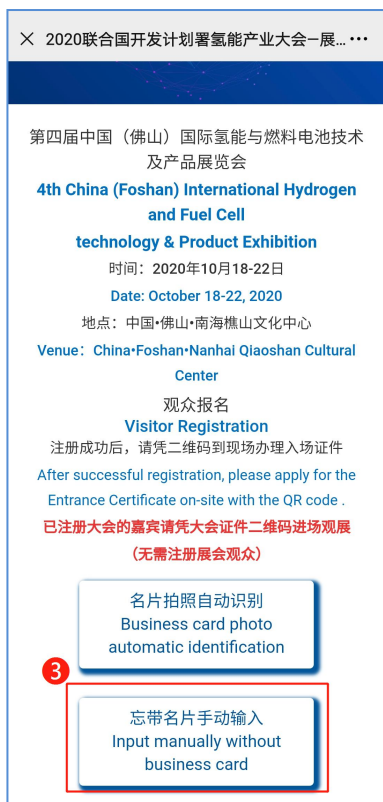 2020联合国开发计划署氢能产业大会—展...
第四届中国（佛山）国际氢能与燃料电池技术
及产品展览会
4th China (Foshan) International Hydrogen
and Fuel Cell
technology & Product Exhibition
时间：2020年10月18-22日
Date: October 18-22, 2020
地点：中国•佛山•南海樵山文化中心
Venue：China•Foshan•Nanhai Qiaoshan Cultural
Center
观众报名
Visitor Registration
注册成功后，请凭二维码到现场办理入场证件
After successful registration, please apply for the
Entrance Certificate on-site with the QR code .
已注册大会的嘉宾请凭大会证件二维码进场观展
（无需注册展会观众）
名片拍照自动识别
Business card photo
automatic identification
3
忘带名片手动输入
Input manually without
business card